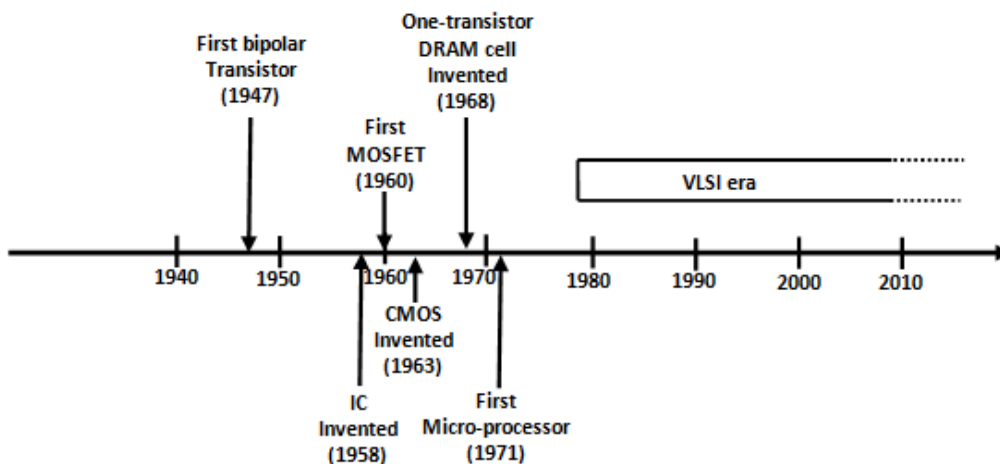 One-transistor
DRAM cell
Invented
(1968)
First bipolar
Transistor
(1947)
First
MOSFET
(1960)
VLSI era
1940
1950
1960
1970
1980
1990
2000
2010
CMOS
Invented
(1963)
IC
Invented
(1958)
First
Micro-processor
(1971)